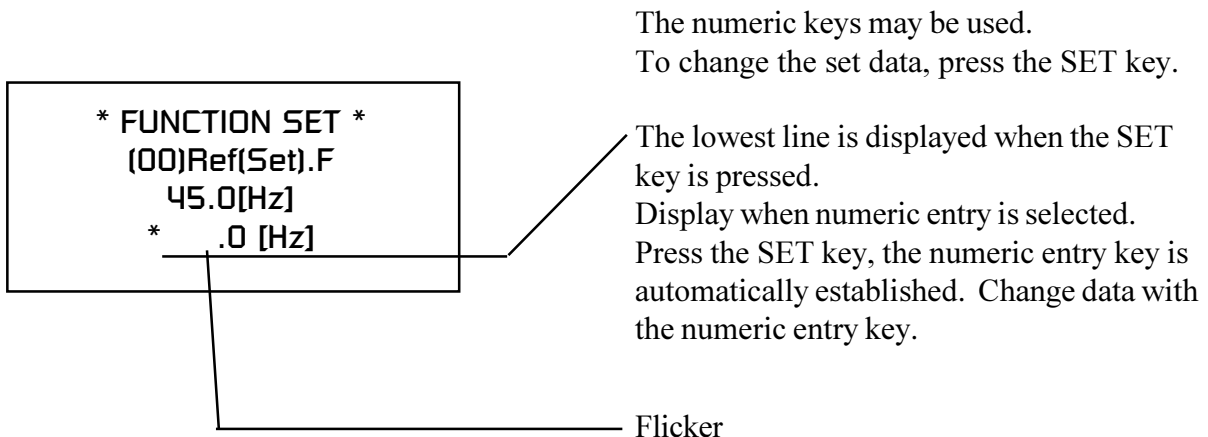 The numeric keys may be used.
To change the set data, press the SET key.
* FUNCTION SET *
(00)Ref(Set).F
45.0[Hz]
* .0 [Hz]
The lowest line is displayed when the SET
key is pressed.
Display when numeric entry is selected.
Press the SET key, the numeric entry key is
automatically established. Change data with
the numeric entry key.
Flicker